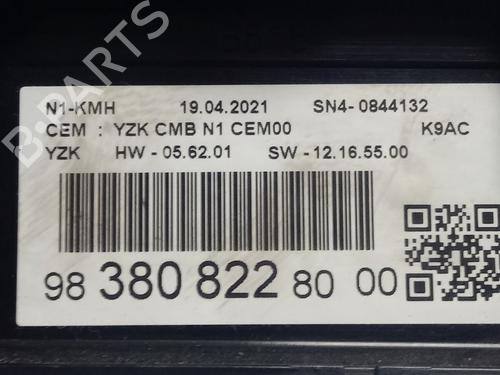 N1-KMH 19.04.2021 SN4- 0844132
CEM : YZK CMB N1 CEM00 K9AC
YZK HW - 05.62.01 SW - 12.16.55.00
98 380 822 80 00
B-PARTS